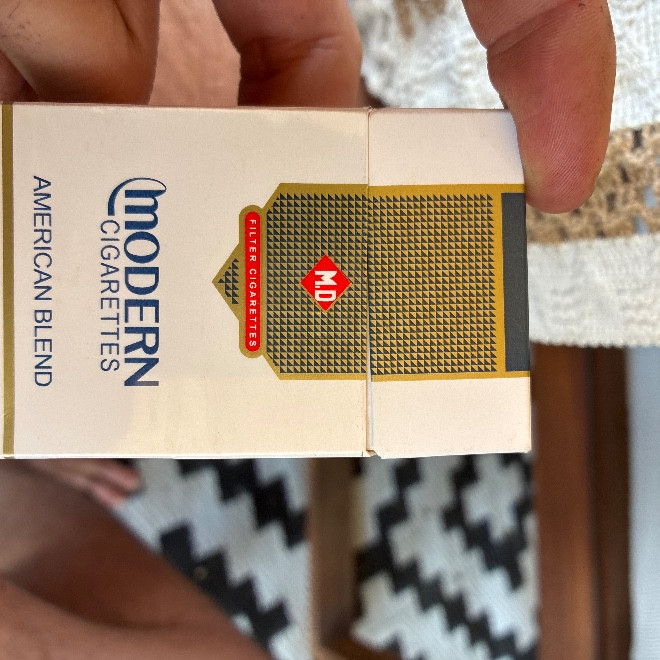 M.D
FILTER CIGARETTES
MODERN
CIGARETTES
AMERICAN BLEND